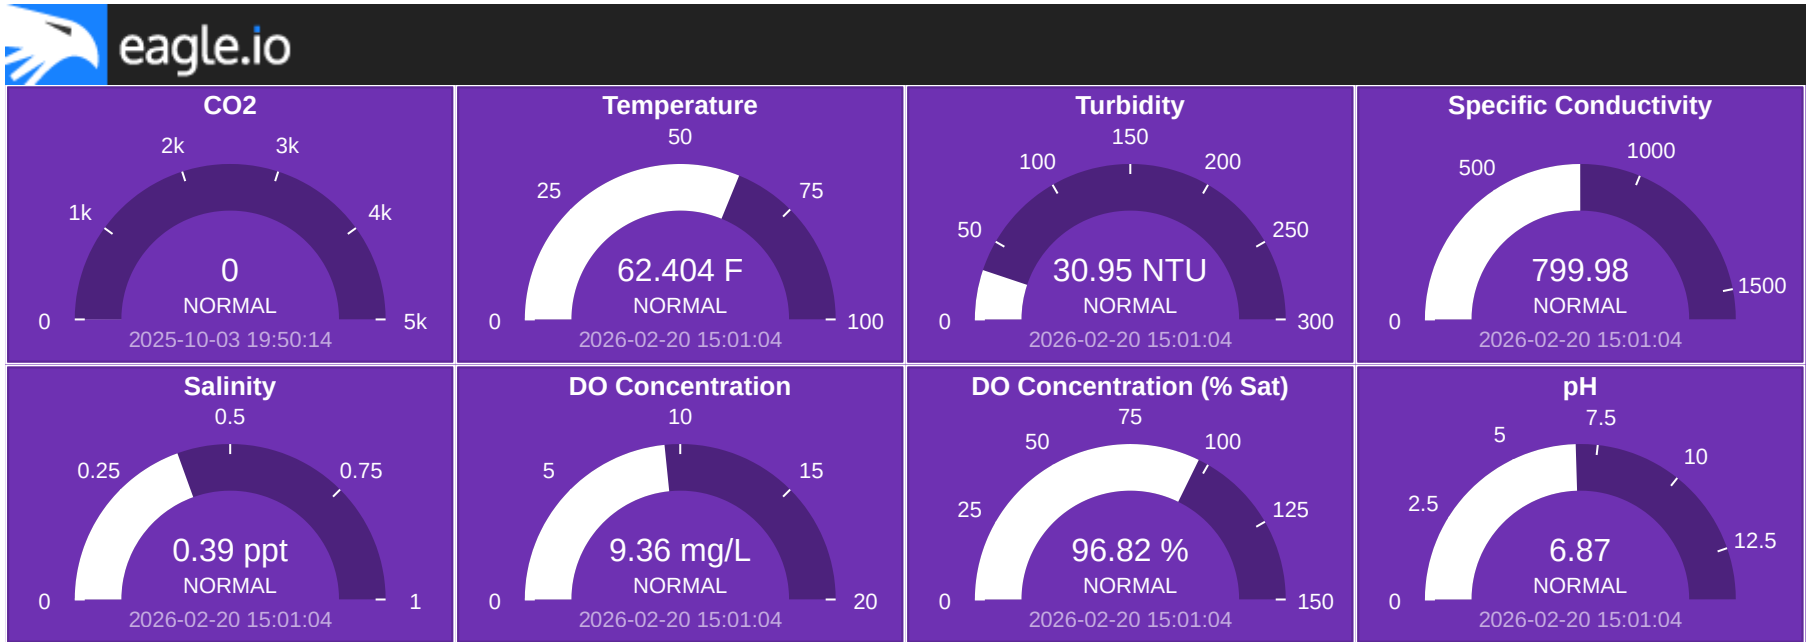 eagle.io
CO2
2k
3k
1k
4k
0
NORMAL
0
5k
2025-10-03 19:50:14
Temperature
50
25
75
62.404 F
NORMAL
0
100
2026-02-20 15:01:04
Turbidity
150
100
200
50
250
30.95 NTU
NORMAL
0
300
2026-02-20 15:01:04
Specific Conductivity
1000
500
799.98
1500
NORMAL
0
2026-02-20 15:01:04
Salinity
0.5
0.25
0.75
0.39 ppt
NORMAL
0
1
2026-02-20 15:01:04
DO Concentration
10
5
15
9.36 mg/L
NORMAL
0
20
2026-02-20 15:01:04
DO Concentration (% Sat)
75
50
100
25
125
96.82 %
NORMAL
0
150
2026-02-20 15:01:04
pH
7.5
5
10
2.5
12.5
6.87
NORMAL
0
2026-02-20 15:01:04